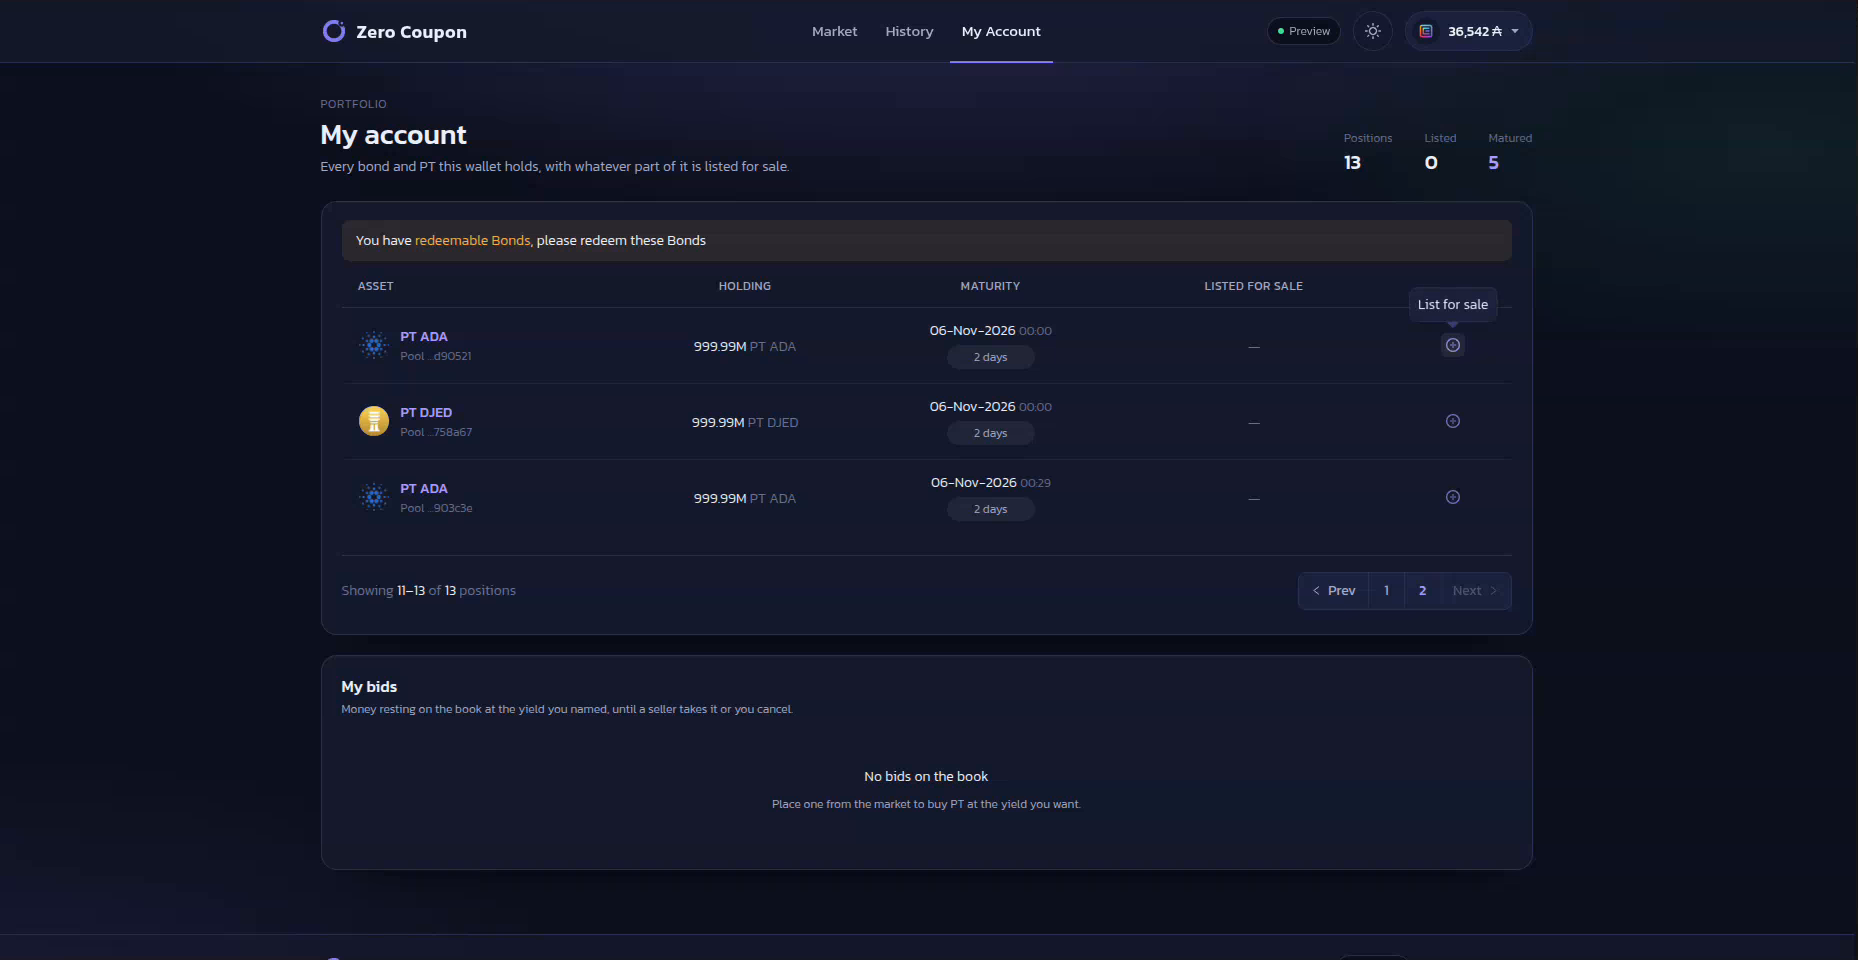 Zero Coupon
Market
History
My Account
Preview
36,542 ₳
PORTFOLIO
My account
Every bond and PT this wallet holds, with whatever part of it is listed for sale.
Positions
Listed
Matured
13
0
5
You have redeemable Bonds, please redeem these Bonds
ASSET
HOLDING
MATURITY
LISTED FOR SALE
List for sale
PT ADA
Pool ...d90521
999.99M PT ADA
06-Nov-2026 00:00
2 days
—
PT DJED
Pool ...758a67
999.99M PT DJED
06-Nov-2026 00:00
2 days
—
PT ADA
Pool ...903c3e
999.99M PT ADA
06-Nov-2026 00:29
2 days
—
Showing 11–13 of 13 positions
Prev
1
2
Next
My bids
Money resting on the book at the yield you named, until a seller takes it or you cancel.
No bids on the book
Place one from the market to buy PT at the yield you want.